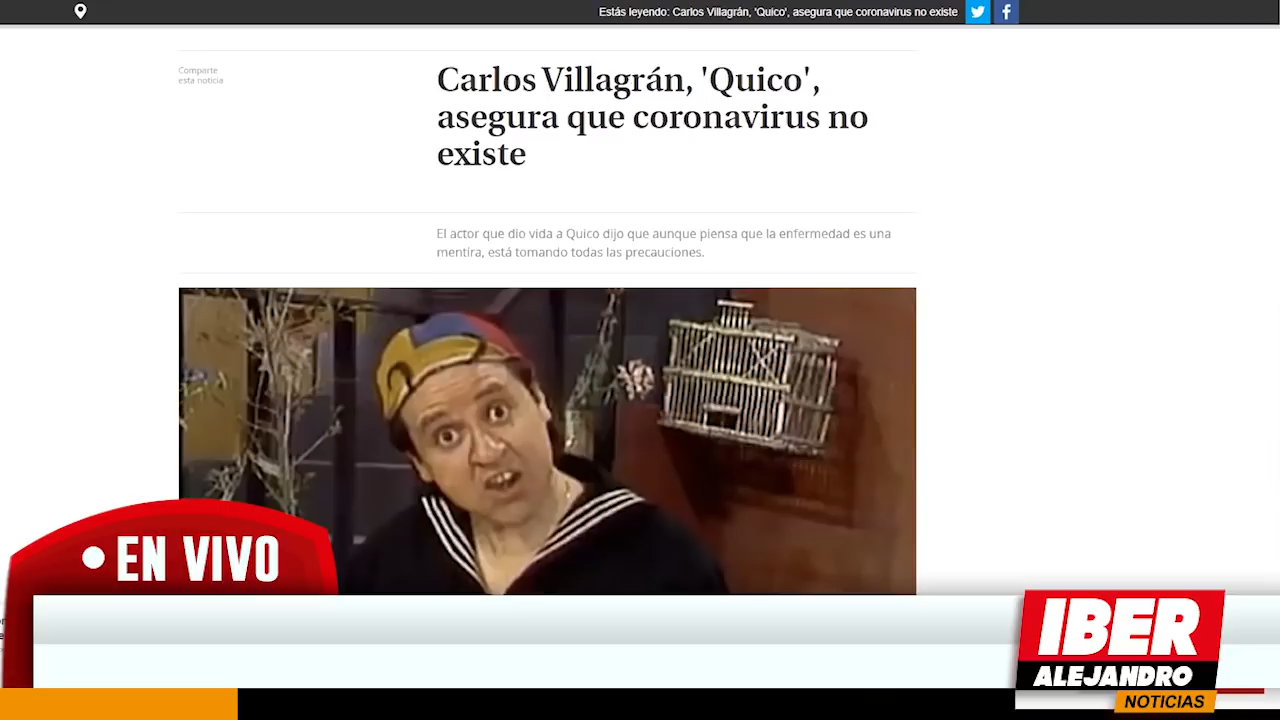 Estás leyendo: Carlos Villagrán, 'Quico', asegura que coronavirus no existe
Comparte
esta noticia
Carlos Villagrán, 'Quico',
asegura que coronavirus no
existe
El actor que dio vida a Quico dijo que aunque piensa que la enfermedad es una
mentira, está tomando todas las precauciones.
EN VIVO
IBER
ALEJANDRO
NOTICIAS